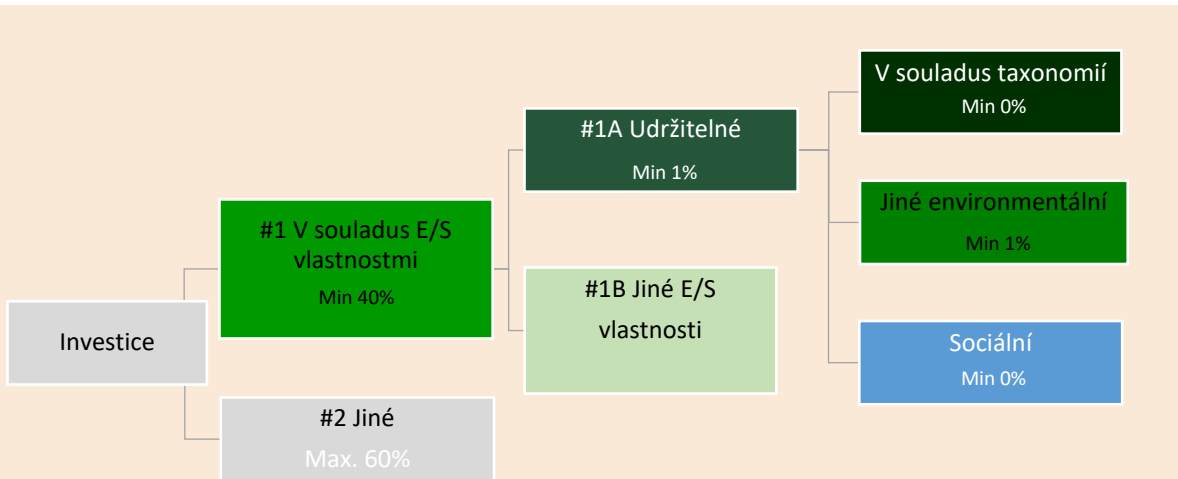 Investice
#1 V souladus E/S
vlastnostmi
Min 40%
#2 Jiné
Max. 60%
#1A Udržitelné
Min 1%
#1B Jiné E/S
vlastnosti
V souladus taxonomií
Min 0%
Jiné environmentální
Min 1%
Sociální
Min 0%